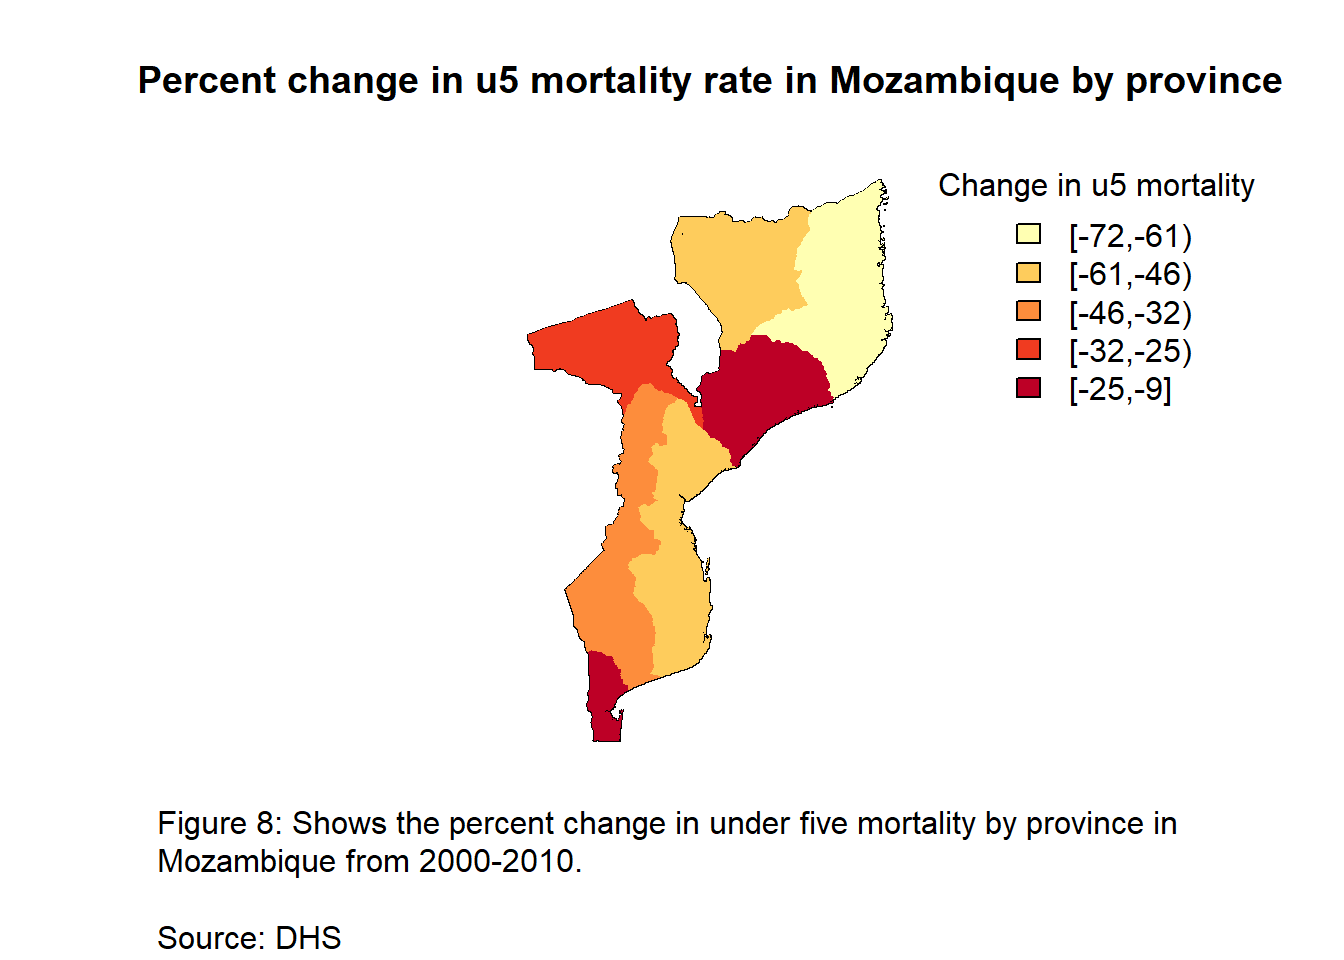 Percent change in u5 mortality rate in Mozambique by province
Change in u5 mortality
[-72,-61)
[-61,-46)
[-46,-32)
[-32,-25)
[-25,-9]
Figure 8: Shows the percent change in under five mortality by province in
Mozambique from 2000-2010.
Source: DHS